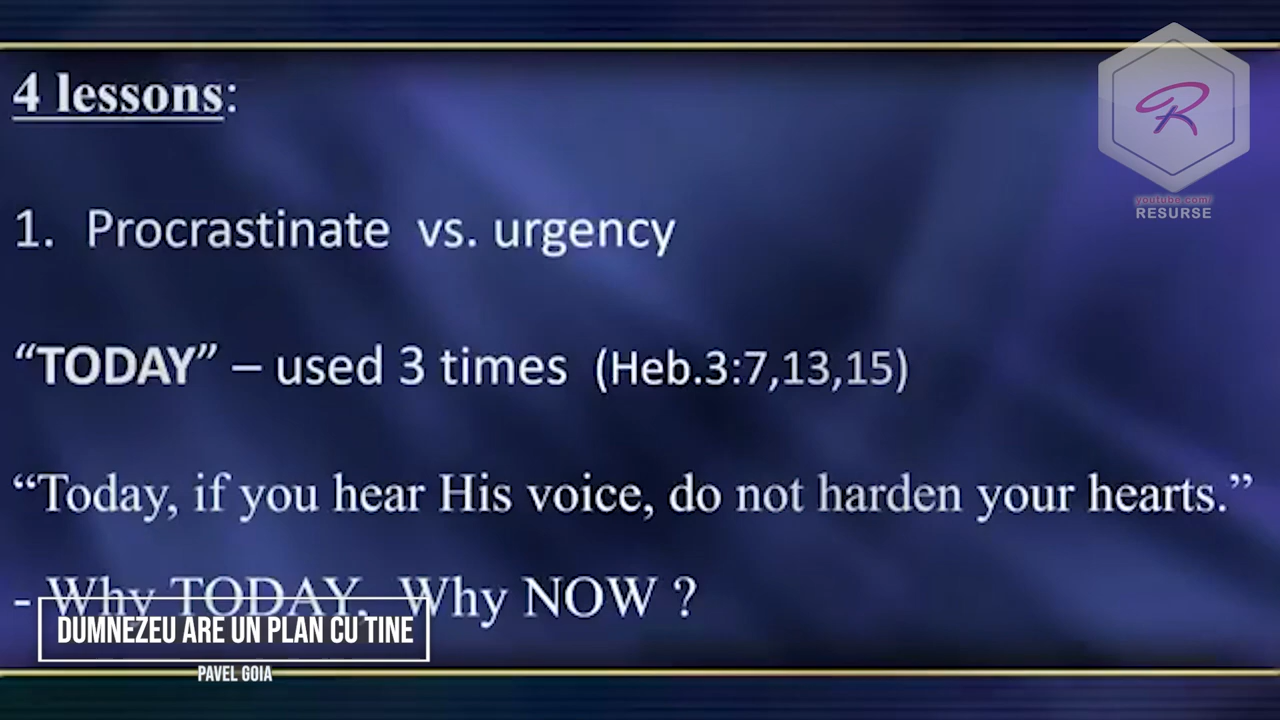 4 lessons:
R
youtube.com/
RESURSE
1. Procrastinate vs. urgency
“TODAY” – used 3 times (Heb.3:7,13,15)
“Today, if you hear His voice, do not harden your hearts.”
- Why TODAY, Why NOW ?
DUMNEZEU ARE UN PLAN CU TINE
PAVEL GOIA